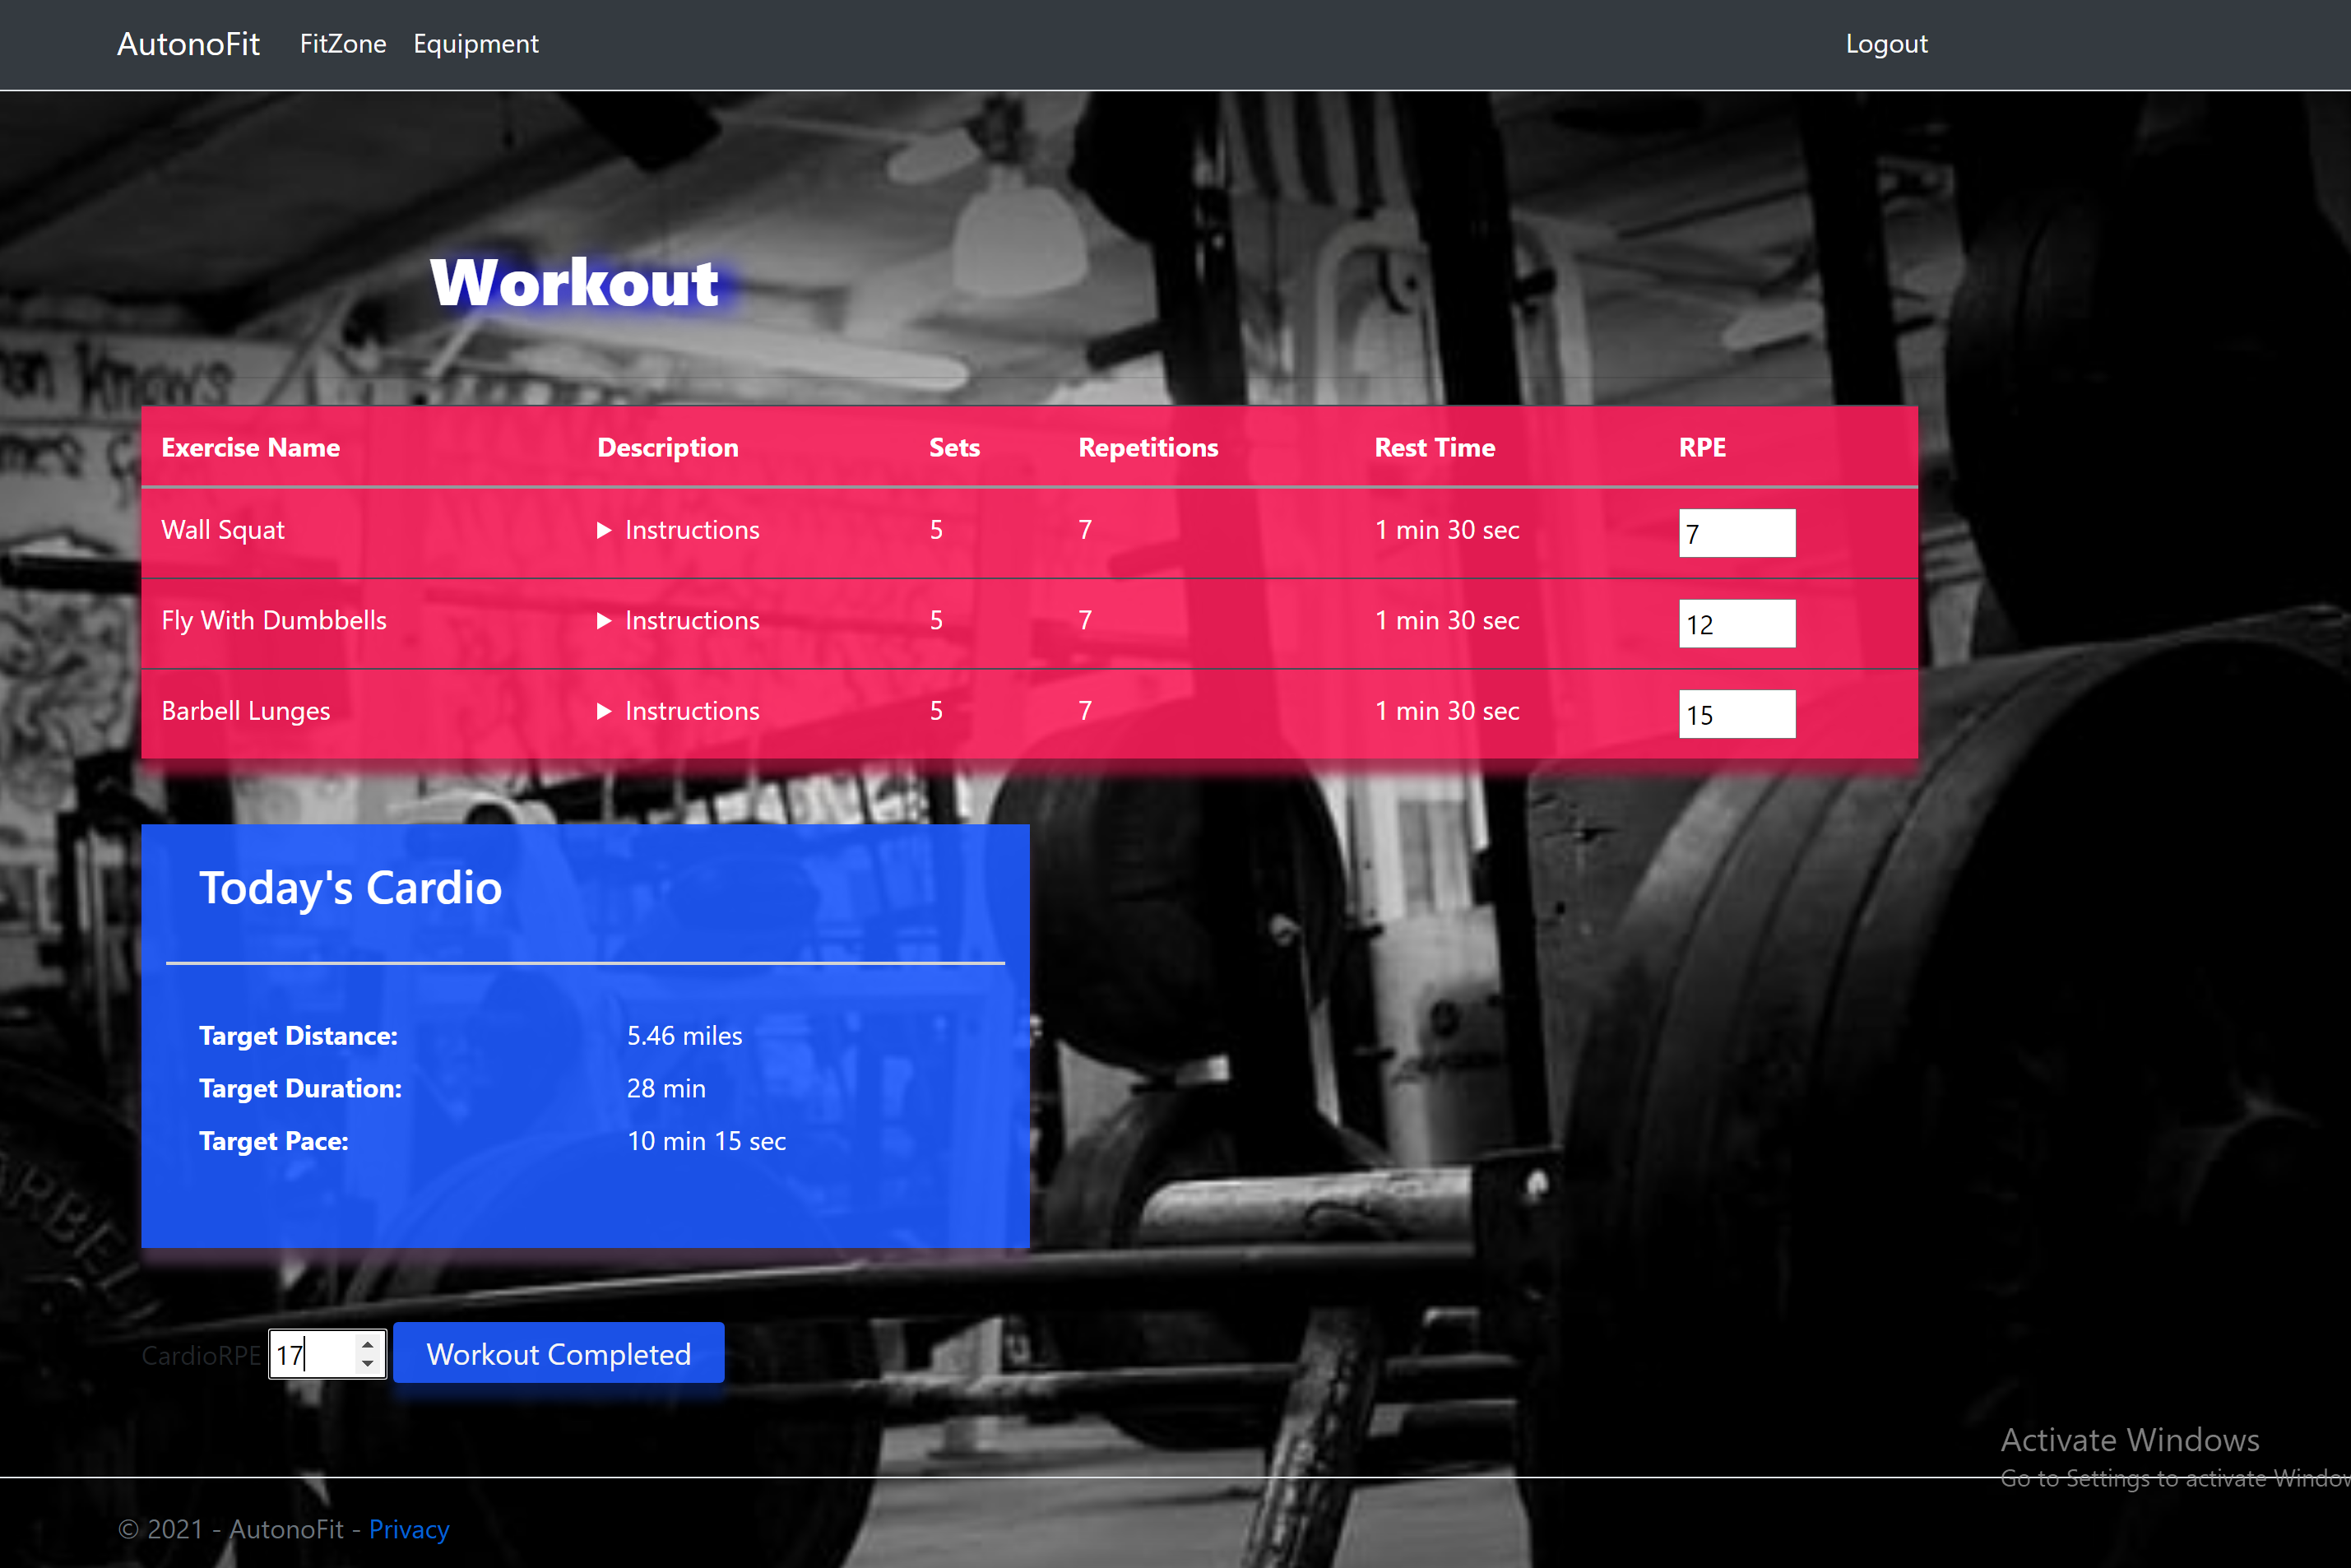 AutonoFit FitZone Equipment Logout
Workout
Exercise Name Description Sets Repetitions Rest Time RPE
Wall Squat Instructions 5 7 1 min 30 sec 7
Fly With Dumbbells Instructions 5 7 1 min 30 sec 12
Barbell Lunges Instructions 5 7 1 min 30 sec 15
Today's Cardio
Target Distance: 5.46 miles
Target Duration: 28 min
Target Pace: 10 min 15 sec
CardioRPE 17 Workout Completed
Activate Windows
Go to Settings to activate Window
© 2021 - AutonoFit - Privacy
knows